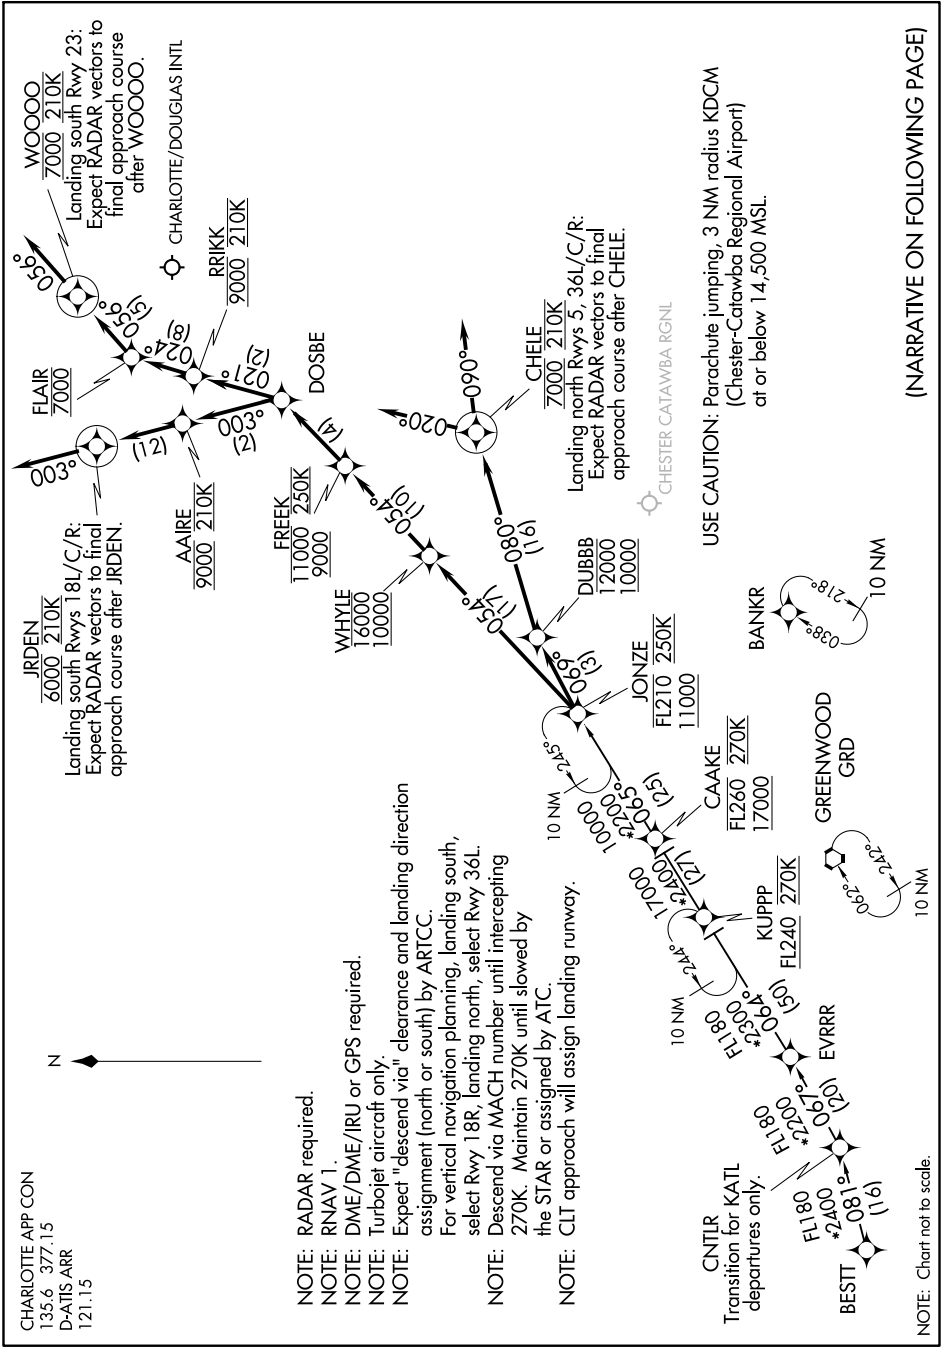 CHARLOTTE APP CON
135.6 377.15
D-ATIS ARR
121.15
N
NOTE: RADAR required.
NOTE: RNAV 1.
NOTE: DME/DME/IRU or GPS required.
NOTE: Turbojet aircraft only.
NOTE: Expect "descend via" clearance and landing direction
assignment (north or south) by ARTCC.
For vertical navigation planning, landing south,
select Rwy 18R, landing north, select Rwy 36L.
NOTE: Descend via MACH number until intercepting
270K. Maintain 270K until slowed by
the STAR or assigned by ATC.
NOTE: CLT approach will assign landing runway.
JRDEN
6000 210K
Landing south Rwys 18L/C/R:
Expect RADAR vectors to final
approach course after JRDEN.
003°
(12)
AAIRE
9000 210K
003°
(2)
WOOOO
7000 210K
Landing south Rwy 23:
Expect RADAR vectors to
final approach course
after WOOOO.
056°
CHARLOTTE/DOUGLAS INTL
FLAIR
7000
056°
(5)
024°
(8)
RRIKK
9000 210K
021°
(2)
DOSBE
(4)
FREEK
11000 250K
9000
054°
(10)
WHYLE
16000
10000
054°
(17)
020°
090°
CHELE
7000 210K
Landing north Rwys 5, 36L/C/R:
Expect RADAR vectors to final
approach course after CHELE.
080°
(16)
DUBBB
12000
10000
069°
(3)
CHESTER CATAWBA RGNL
USE CAUTION: Parachute jumping, 3 NM radius KDCM
(Chester-Catawba Regional Airport)
at or below 14,500 MSL.
JONZE
FL210 250K
11000
245°
10 NM
10000
*2200
065°
(25)
CAAKE
FL260 270K
17000
17000
*2400
(27)
KUPPP
FL240 270K
244°
10 NM
FL180
*2300
064°
(50)
EVRRR
FL180
*2200
067°
(20)
CNTLR
Transition for KATL
departures only.
FL180
*2400
081°
(16)
BESTT
BANKR
218°
038°
10 NM
GREENWOOD
GRD
062°
242°
10 NM
(NARRATIVE ON FOLLOWING PAGE)
NOTE: Chart not to scale.